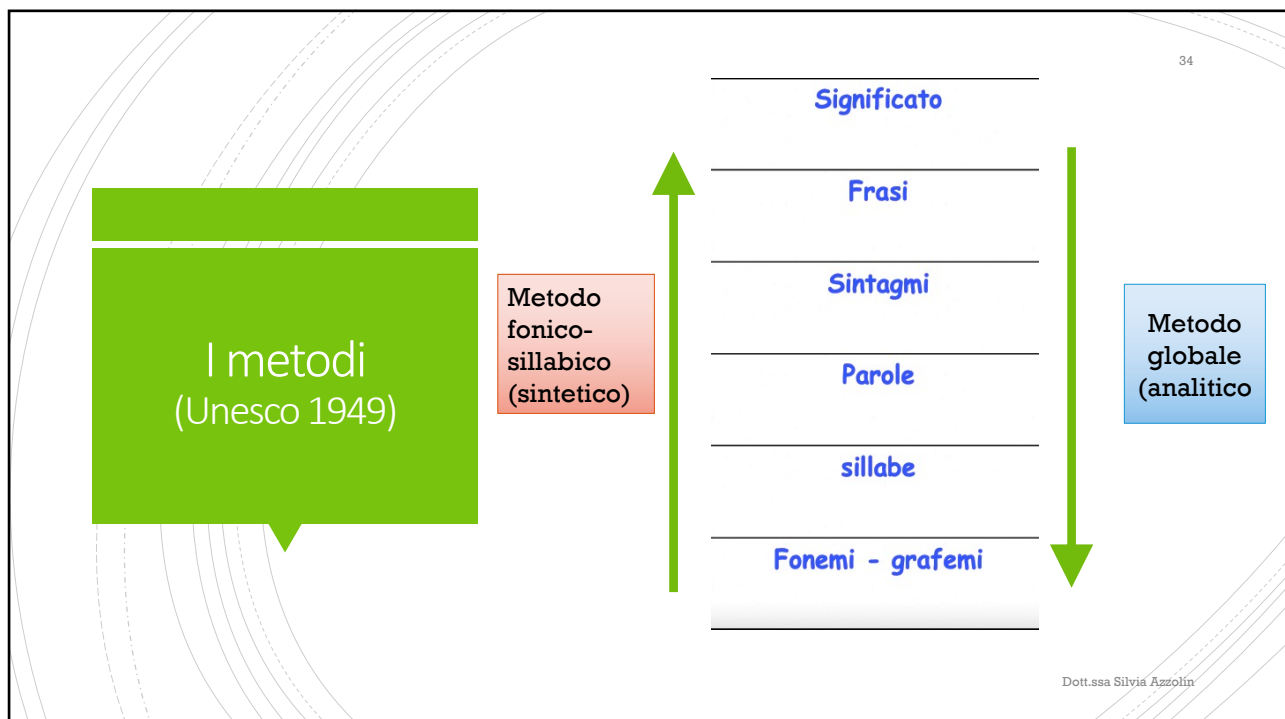 34
I metodi
(Unesco 1949)
Metodo
fonico-
sillabico
(sintetico)
Significato
Frasi
Sintagmi
Parole
sillabe
Fonemi - grafemi
Metodo
globale
(analitico
Dott.ssa Silvia Azzolin